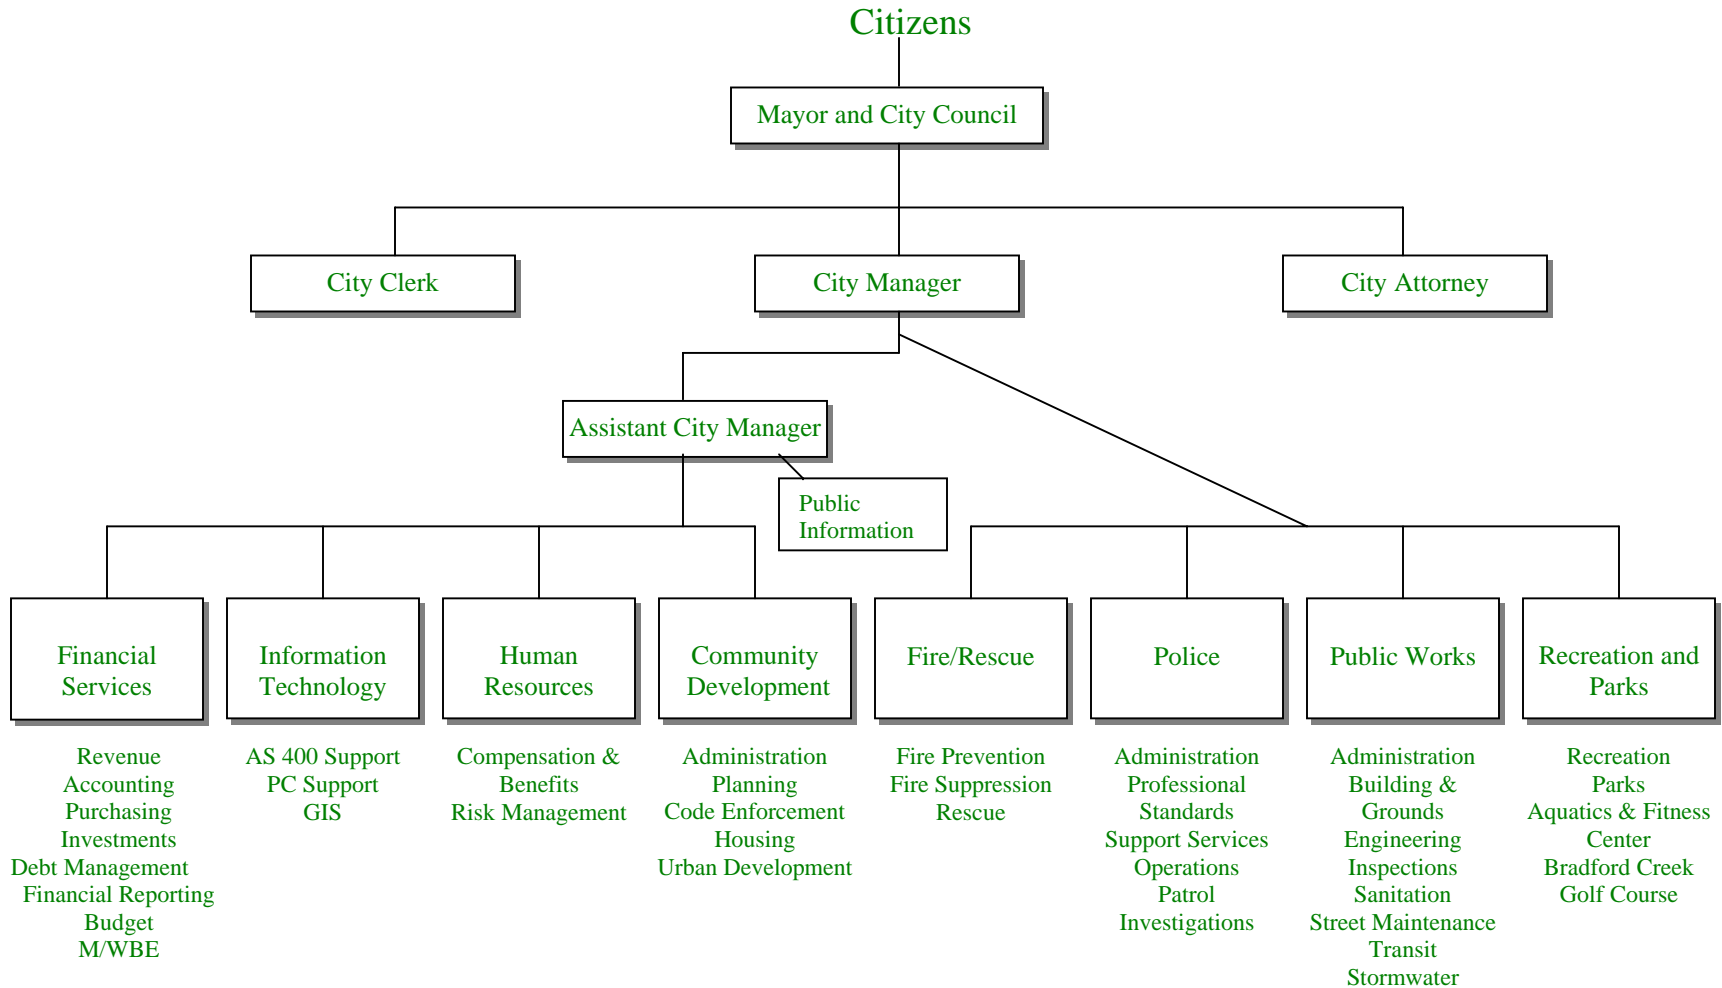 Citizens
Mayor and City Council
City Clerk
City Manager
City Attorney
Assistant City Manager
Public
Information
Financial
Services
Information
Technology
Human
Resources
Community
Development
Fire/Rescue
Police
Public Works
Recreation and
Parks
Revenue
Accounting
Purchasing
Investments
Debt Management
Financial Reporting
Budget
M/WBE
AS 400 Support
PC Support
GIS
Compensation &
Benefits
Risk Management
Administration
Planning
Code Enforcement
Housing
Urban Development
Fire Prevention
Fire Suppression
Rescue
Administration
Professional
Standards
Support Services
Operations
Patrol
Investigations
Administration
Building &
Grounds
Engineering
Inspections
Sanitation
Street Maintenance
Transit
Stormwater
Recreation
Parks
Aquatics & Fitness
Center
Bradford Creek
Golf Course